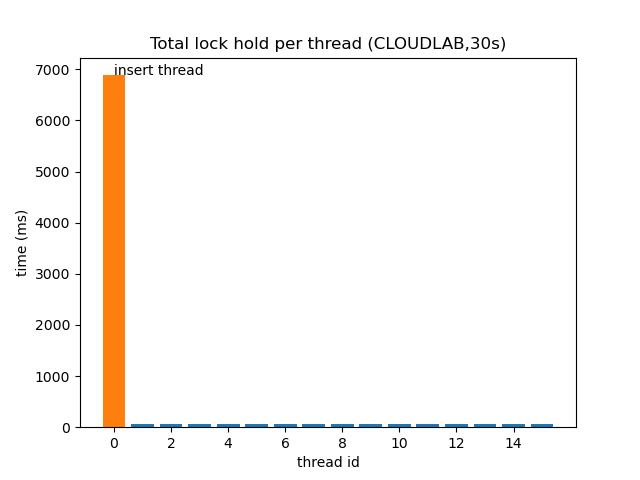 Total lock hold per thread (CLOUDLAB,30s)
insert thread
time (ms)
7000
6000
5000
4000
3000
2000
1000
0
0 2 4 6 8 10 12 14
thread id